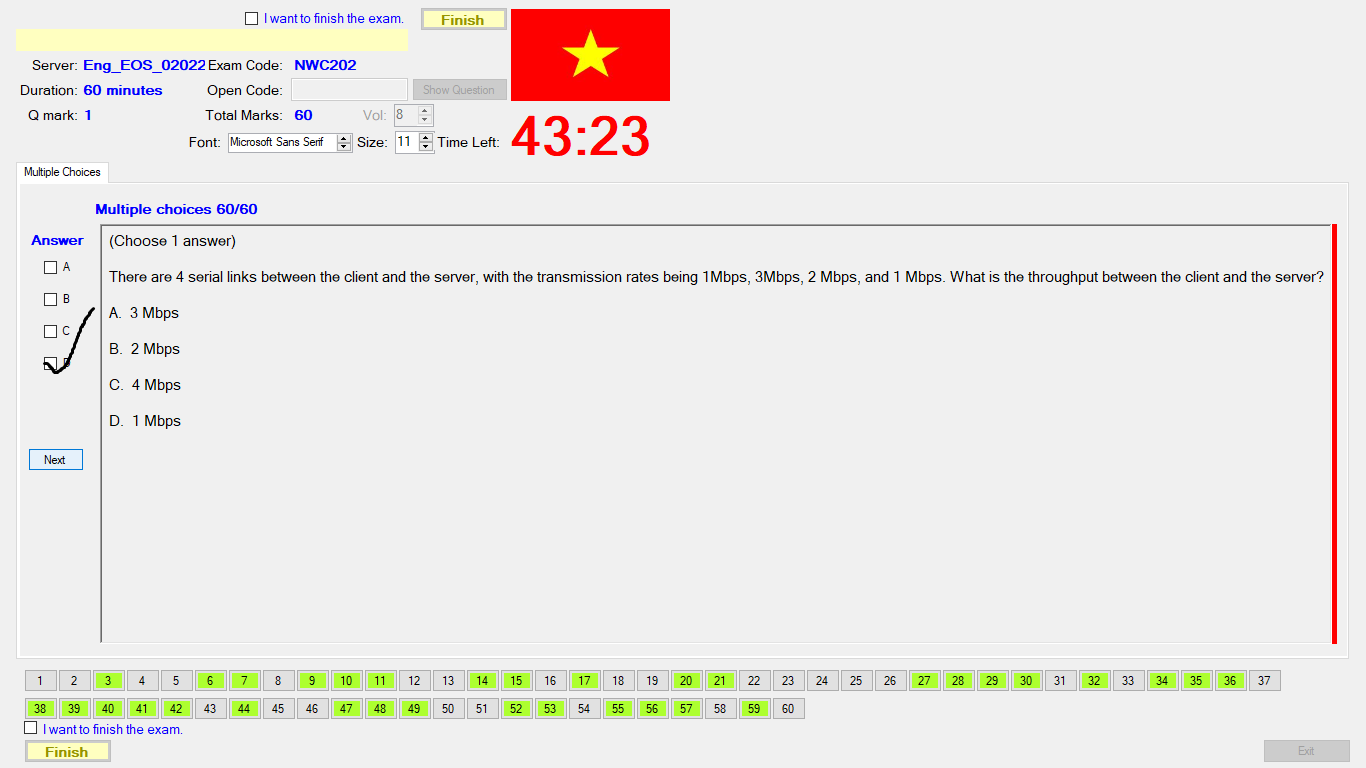 I want to finish the exam.
Finish
Server: Eng_EOS_02022 Exam Code: NWC202
Duration: 60 minutes Open Code: Show Question
Q mark: 1 Total Marks: 60 Vol: 8
Font: Microsoft Sans Serif Size: 11 Time Left: 43:23
Multiple Choices
Multiple choices 60/60
Answer
A
B
C
D
Next
(Choose 1 answer)
There are 4 serial links between the client and the server, with the transmission rates being 1Mbps, 3Mbps, 2 Mbps, and 1 Mbps. What is the throughput between the client and the server?
A. 3 Mbps
B. 2 Mbps
C. 4 Mbps
D. 1 Mbps
1 2 3 4 5 6 7 8 9 10 11 12 13 14 15 16 17 18 19 20 21 22 23 24 25 26 27 28 29 30 31 32 33 34 35 36 37
38 39 40 41 42 43 44 45 46 47 48 49 50 51 52 53 54 55 56 57 58 59 60
I want to finish the exam.
Finish
Exit